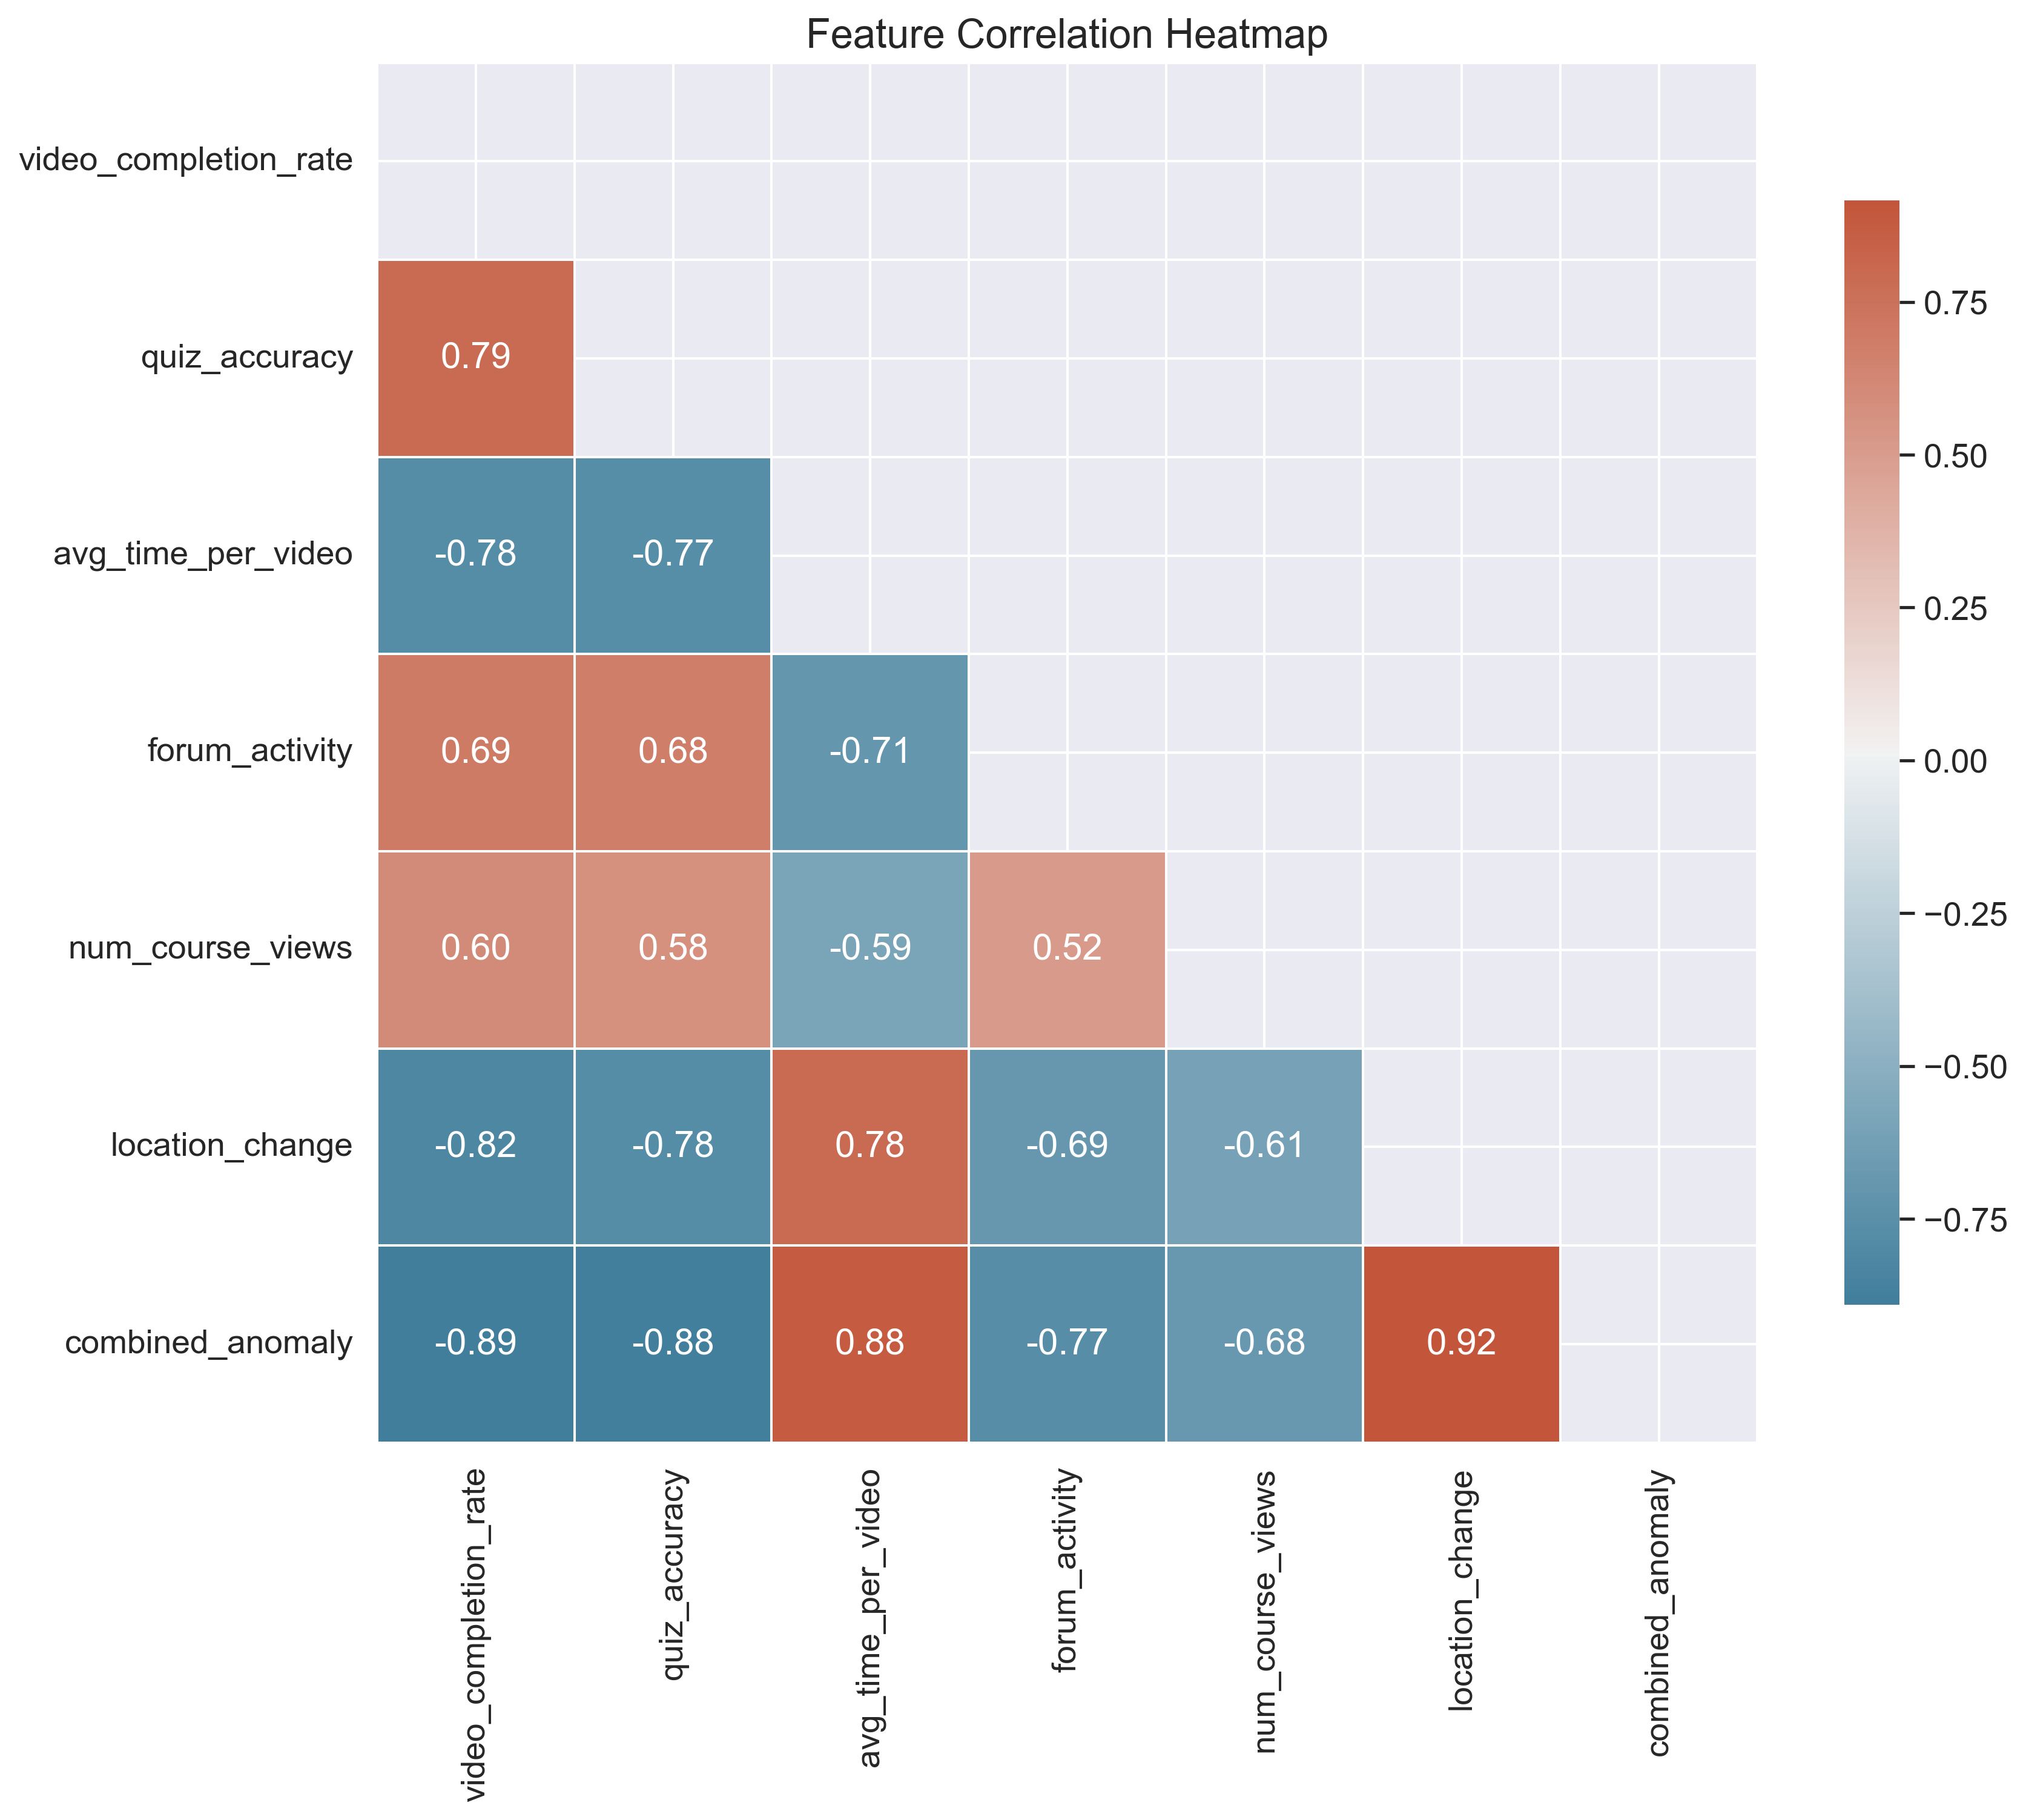 Feature Correlation Heatmap
video_completion_rate
quiz_accuracy
0.79
avg_time_per_video
-0.78 -0.77
forum_activity
0.69 0.68 -0.71
num_course_views
0.60 0.58 -0.59 0.52
location_change
-0.82 -0.78 0.78 -0.69 -0.61
combined_anomaly
-0.89 -0.88 0.88 -0.77 -0.68 0.92
video_completion_rate
quiz_accuracy
avg_time_per_video
forum_activity
num_course_views
location_change
combined_anomaly
0.75
0.50
0.25
0.00
−0.25
−0.50
−0.75